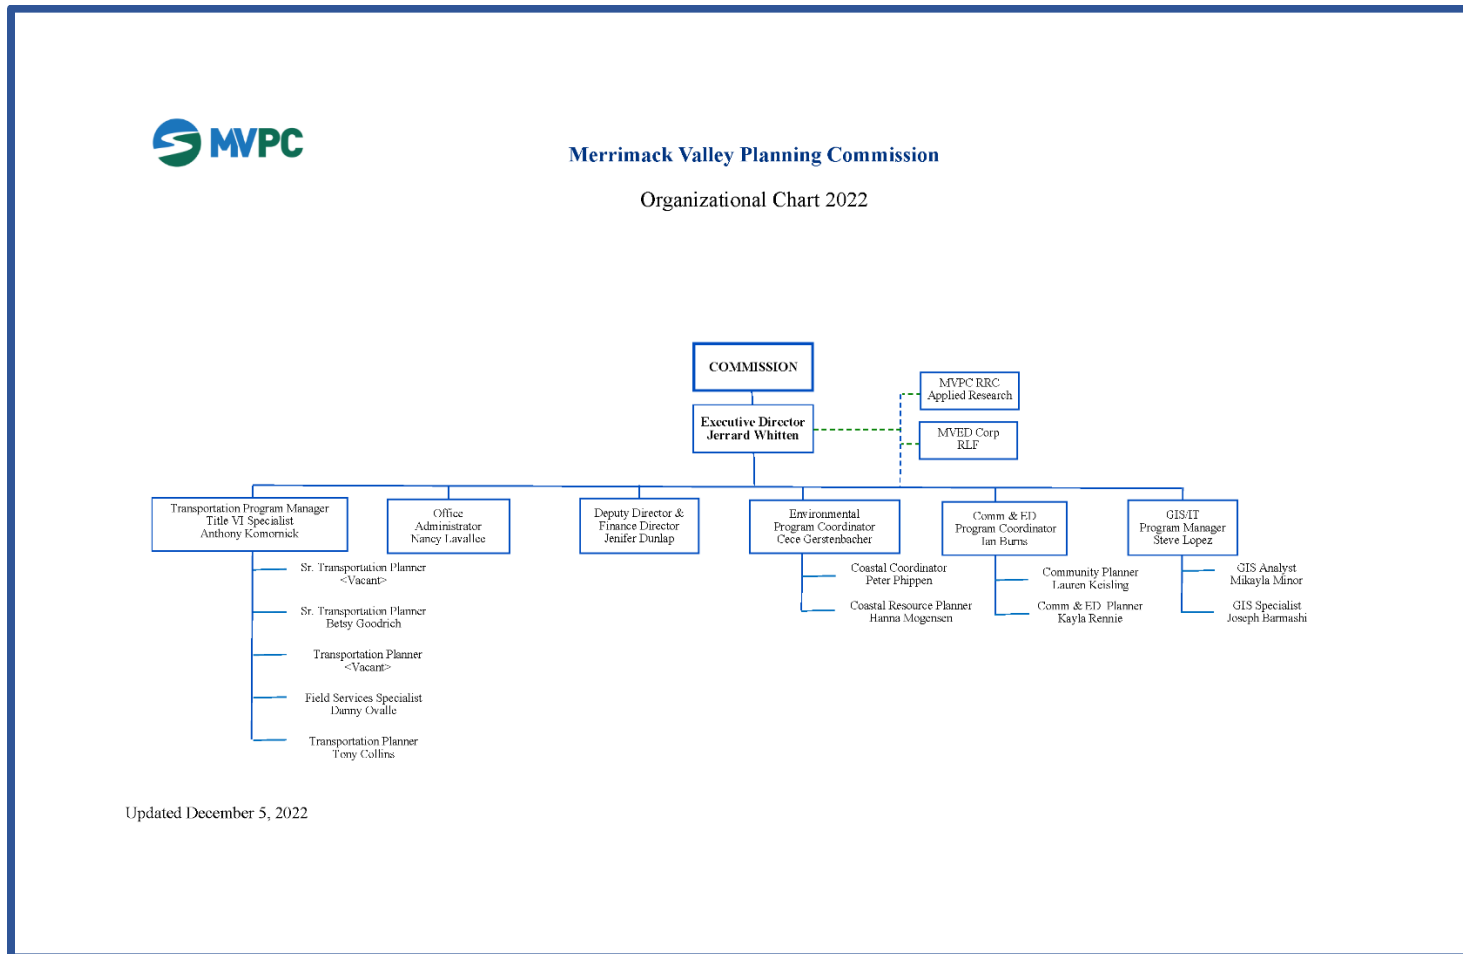 MVPC
Merrimack Valley Planning Commission
Organizational Chart 2022
COMMISSION
Executive Director
Jerrard Whitten
MVPC RRC
Applied Research
MVED Corp
RLF
Transportation Program Manager
Title VI Specialist
Anthony Komornick
Sr. Transportation Planner
<Vacant>
Sr. Transportation Planner
Betsy Goodrich
Transportation Planner
<Vacant>
Field Services Specialist
Danny Ovalle
Transportation Planner
Tony Collins
Office
Administrator
Nancy Lavallee
Deputy Director &
Finance Director
Jenifer Dunlap
Environmental
Program Coordinator
Cece Gerstenbacher
Coastal Coordinator
Peter Phippen
Coastal Resource Planner
Hanna Mogensen
Comm & ED
Program Coordinator
Ian Burns
Community Planner
Lauren Keisling
Comm & ED Planner
Kayla Rennie
GIS/IT
Program Manager
Steve Lopez
GIS Analyst
Mikayla Minor
GIS Specialist
Joseph Barmashi
Updated December 5, 2022